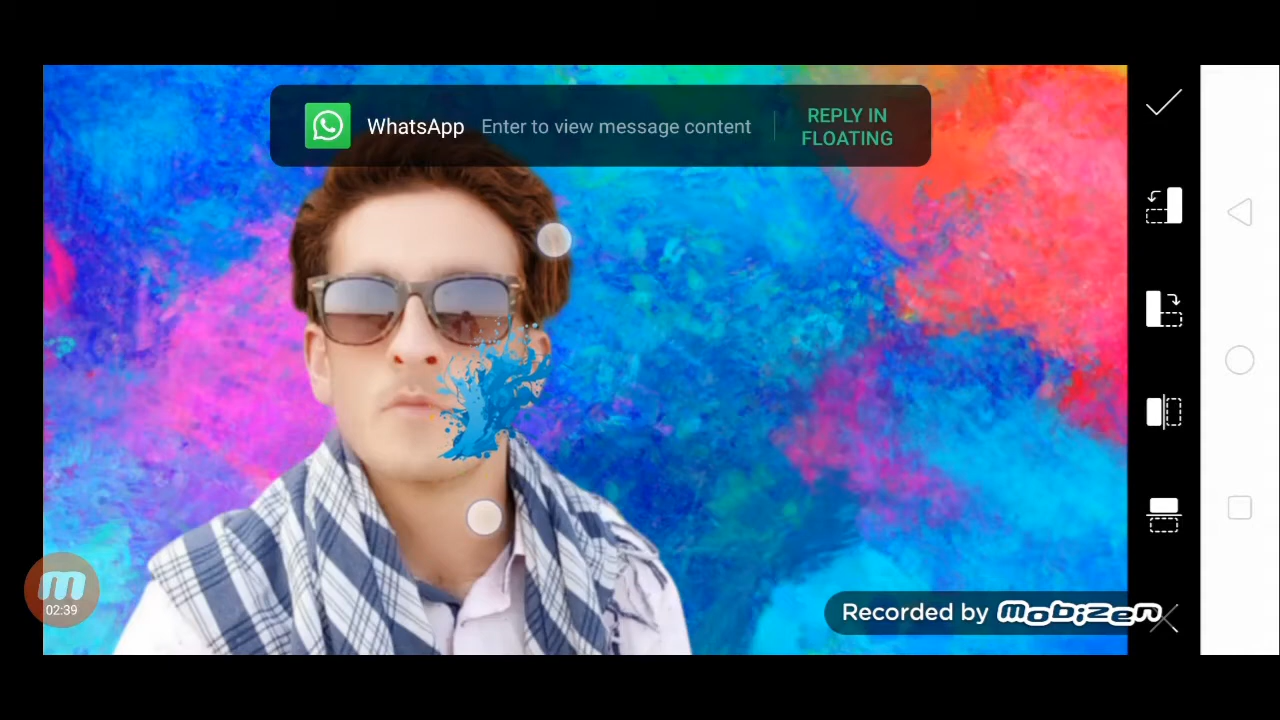 WhatsApp Enter to view message content REPLY IN
FLOATING
02:39
Recorded by mobizen